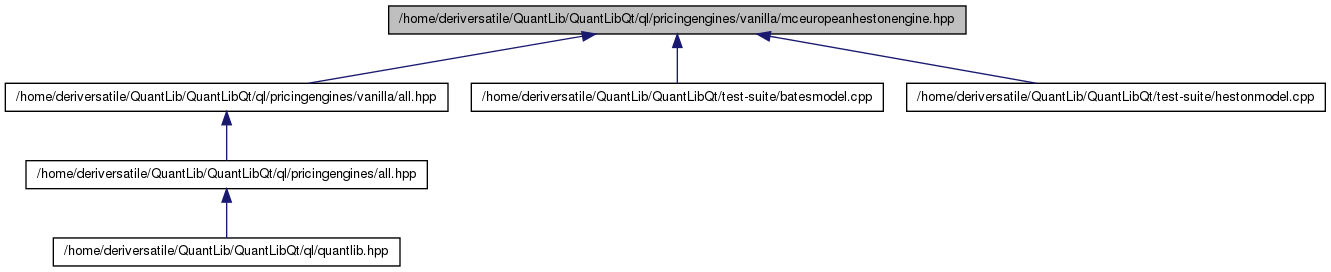 /home/deriversatile/QuantLib/QuantLibQt/ql/pricingengines/vanilla/mceuropeanhestonengine.hpp
/home/deriversatile/QuantLib/QuantLibQt/ql/pricingengines/vanilla/all.hpp
/home/deriversatile/QuantLib/QuantLibQt/test-suite/batesmodel.cpp
/home/deriversatile/QuantLib/QuantLibQt/test-suite/hestonmodel.cpp
/home/deriversatile/QuantLib/QuantLibQt/ql/pricingengines/all.hpp
/home/deriversatile/QuantLib/QuantLibQt/ql/quantlib.hpp